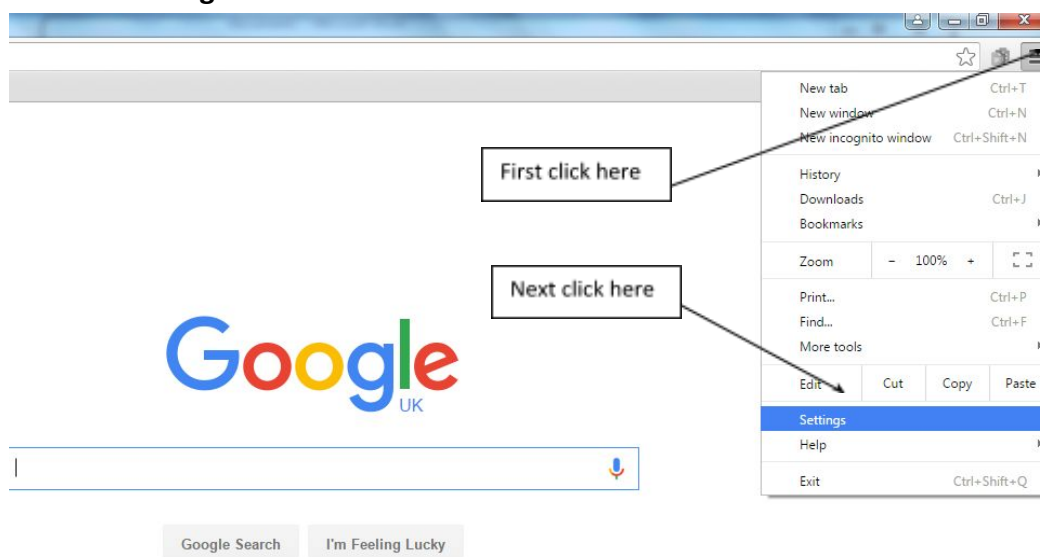 New tab Ctrl+T
New window Ctrl+N
New incognito window Ctrl+Shift+N
First click here
History
Downloads Ctrl+J
Bookmarks
Zoom - 100% +
Next click here
Print... Ctrl+P
Find... Ctrl+F
More tools
Edit Cut Copy Paste
Google
UK
Settings
Help
Exit Ctrl+Shift+Q
Google Search I'm Feeling Lucky